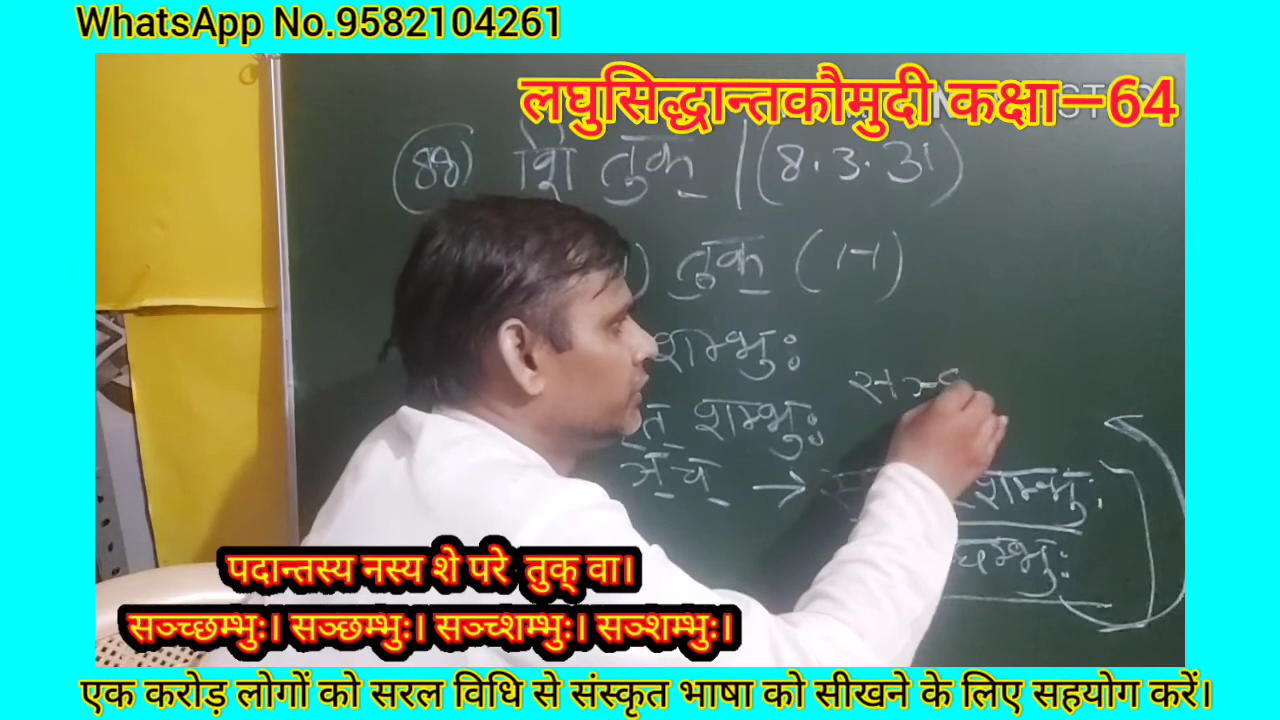 WhatsApp No.9582104261
लघुसिद्धान्तकौमुदी कक्षा—64
(88) शि तुक् | (8.3.31)
तुक् (1-1)
शम्भुः
त् शम्भुः
ञ् च् →
शम्भुः
पदान्तस्य नस्य शे परे तुक् वा।
सञ्च्छम्भुः। सञ्छम्भुः। सञ्च्शम्भुः। सञ्शम्भुः।
एक करोड़ लोगों को सरल विधि से संस्कृत भाषा को सीखने के लिए सहयोग करें।